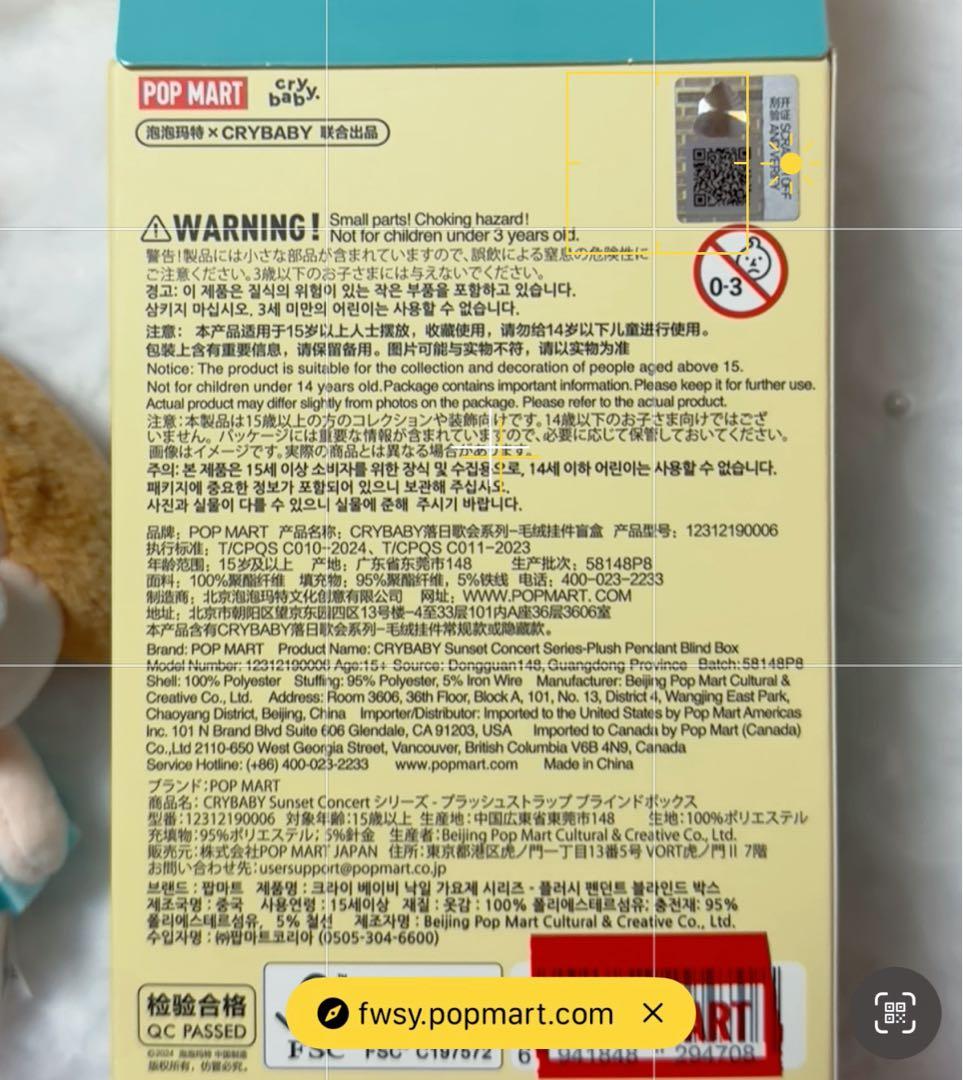 POP MART cry baby.
泡泡玛特×CRYBABY 联合出品
开 SCRATCH OFF
刮 验 证 ANTI
WARNING! Small parts! Choking hazard!
Not for children under 3 years old.
警告!製品には小さな部品が含まれていますので、誤飲による窒息の危険性に
ご注意ください。3歳以下のお子さまには与えないでください。
0-3
경고: 이 제품은 질식의 위험이 있는 작은 부품을 포함하고 있습니다.
삼키지 마십시오. 3세 미만의 어린이는 사용할 수 없습니다.
注意： 本产品适用于15岁以上人士摆放，收藏使用，请勿给14岁以下儿童进行使用。
包装上含有重要信息，请保留备用。图片可能与实物不符，请以实物为准
Notice: The product is suitable for the collection and decoration of people aged above 15.
Not for children under 14 years old.Package contains important information.Please keep it for further use.
Actual product may differ slightly from photos on the package. Please refer to the actual product.
注意:本製品は15歳以上の方のコレクションや装飾向けです。14歳以下のお子さま向けではござ
いません。パッケージには重要な情報が含まれていますので、必要に応じて保管しておいてください。
画像はイメージです。実際の商品とは異なる場合があります。
주의: 본 제품은 15세 이상 소비자를 위한 장식 및 수집용으로, 14세 이하 어린이는 사용할 수 없습니다.
패키지에 중요한 정보가 포함되어 있으니 보관해 주십시오.
사진과 실물이 다를 수 있으니 실물에 준해 주시기 바랍니다.
品牌：POP MART 产品名称：CRYBABY落日歌会系列-毛绒挂件盲盒 产品型号：12312190006
执行标准：T/CPQS C010-2024、T/CPQS C011-2023
年龄范围：15岁及以上 产地：广东省东莞市148 生产批次：58148P8
面料：100%聚酯纤维 填充物：95%聚酯纤维，5%铁线 电话：400-023-2233
制造商：北京泡泡玛特文化创意有限公司 网址：WWW.POPMART.COM
地址：北京市朝阳区望京东园四区13号楼-4至33层101内A座36层3606室
本产品含有CRYBABY落日歌会系列-毛绒挂件常规款或隐藏款。
Brand: POP MART Product Name: CRYBABY Sunset Concert Series-Plush Pendant Blind Box
Model Number: 12312190006 Age:15+ Source: Dongguan148, Guangdong Province Batch:58148P8
Shell: 100% Polyester Stuffing: 95% Polyester, 5% Iron Wire Manufacturer: Beijing Pop Mart Cultural &
Creative Co., Ltd. Address: Room 3606, 36th Floor, Block A, 101, No. 13, District 4, Wangjing East Park,
Chaoyang District, Beijing, China Importer/Distributor: Imported to the United States by Pop Mart Americas
Inc. 101 N Brand Blvd Suite 606 Glendale, CA 91203, USA Imported to Canada by Pop Mart (Canada)
Co.,Ltd 2110-650 West Georgia Street, Vancouver, British Columbia V6B 4N9, Canada
Service Hotline: (+86) 400-023-2233 www.popmart.com Made in China
ブランド:POP MART
商品名：CRYBABY Sunset Concert シリーズ - プラッシュストラップ ブラインドボックス
型番:12312190006 対象年齢:15歳以上 生産地:中国広東省東莞市148 生地:100%ポリエステル
充填物:95%ポリエステル; 5%針金 生産者:Beijing Pop Mart Cultural & Creative Co., Ltd.
販売元:株式会社POP MART JAPAN 住所:東京都港区虎ノ門一丁目13番5号 VORT虎ノ門Ⅱ 7階
お問い合わせ先:usersupport@popmart.co.jp
브랜드 : 팝마트 제품명 : 크라이 베이비 낙일 가요제 시리즈 - 플러시 펜던트 블라인드 박스
제조국명 : 중국 사용연령 : 15세이상 재질 : 옷감 : 100% 폴리에스테르섬유; 충전재: 95%
폴리에스테르섬유, 5% 철선 제조자명 : Beijing Pop Mart Cultural & Creative Co., Ltd.
수입자명 : ㈜팝마트코리아 (0505-304-6600)
检验合格
QC PASSED
©2024 泡泡玛特 中国制造
版权所有，仿冒必究。
fwsy.popmart.com
FSC FSC C197572
MART
6 941848 294708